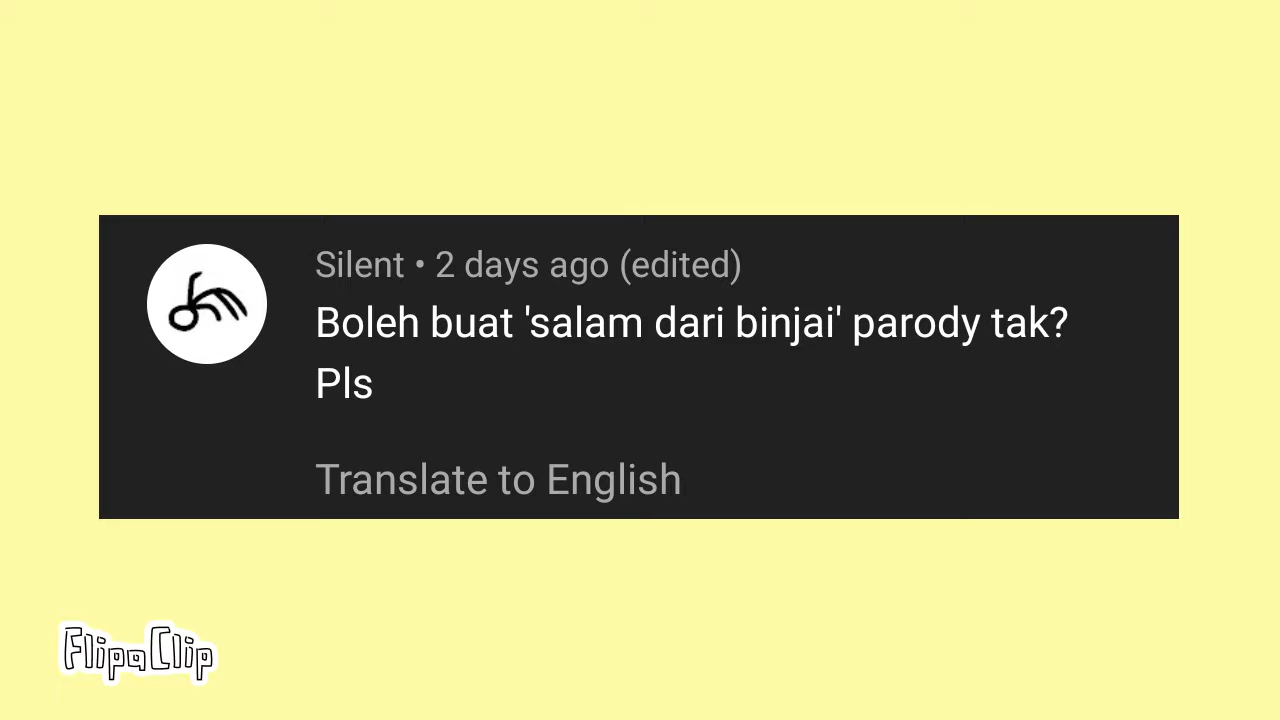 Silent • 2 days ago (edited)
Boleh buat 'salam dari binjai' parody tak?
Pls
Translate to English
FlipaClip